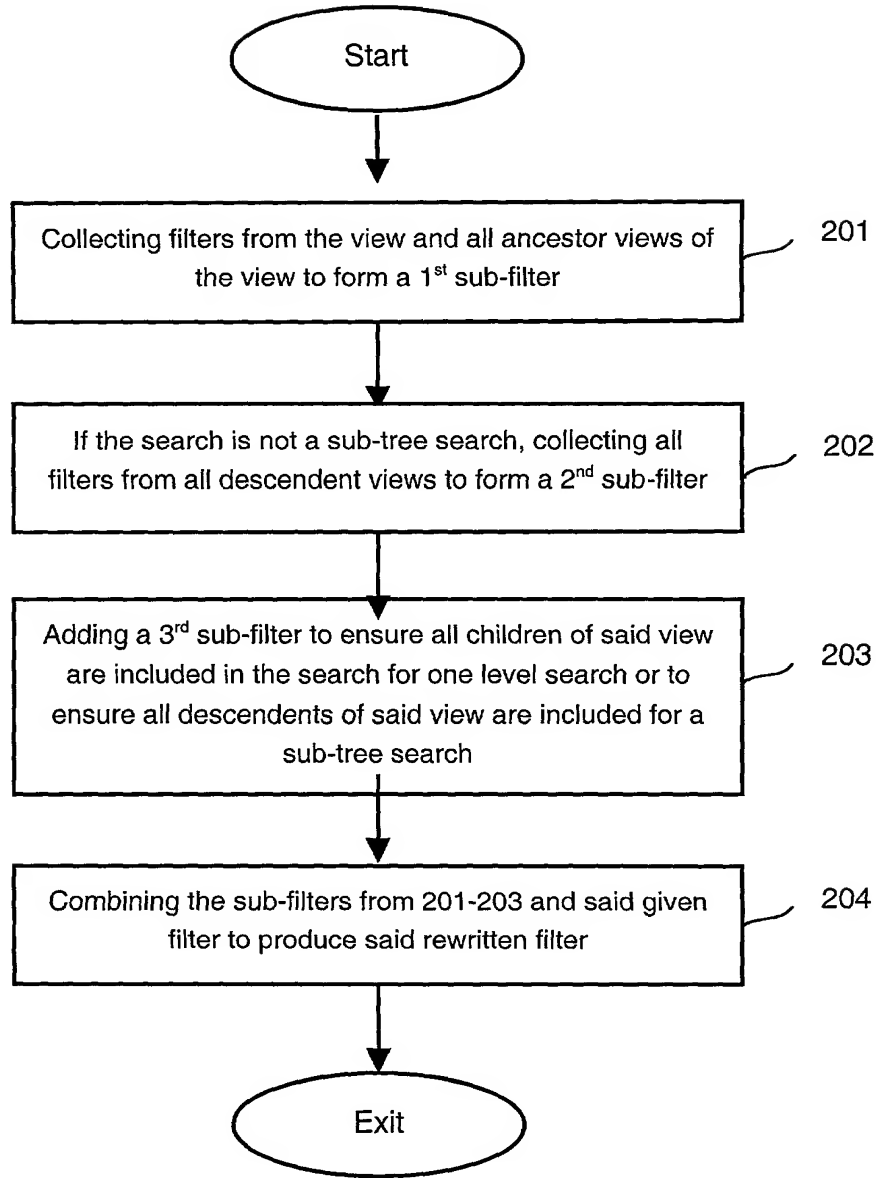 Start
Collecting filters from the view and all ancestor views of
the view to form a 1st sub-filter
201
If the search is not a sub-tree search, collecting all
filters from all descendent views to form a 2nd sub-filter
202
Adding a 3rd sub-filter to ensure all children of said view
are included in the search for one level search or to
ensure all descendents of said view are included for a
sub-tree search
203
Combining the sub-filters from 201-203 and said given
filter to produce said rewritten filter
204
Exit